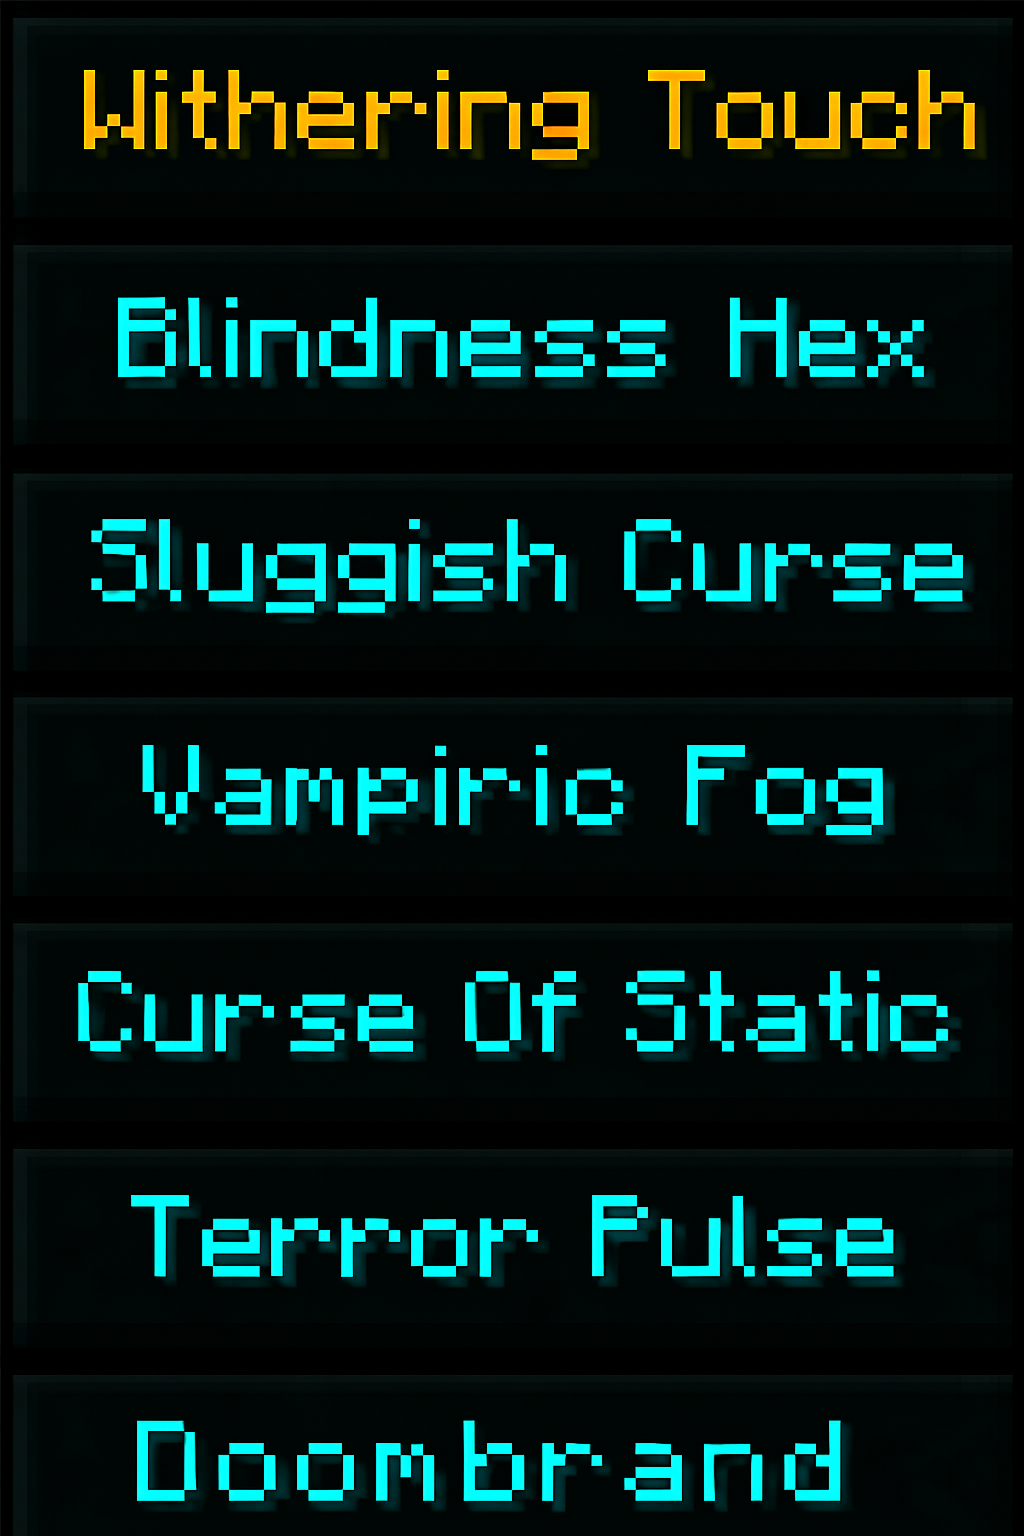 Withering Touch
Blindness Hex
Sluggish Curse
Vampiric Fog
Curse Of Static
Terror Pulse
Doombrand